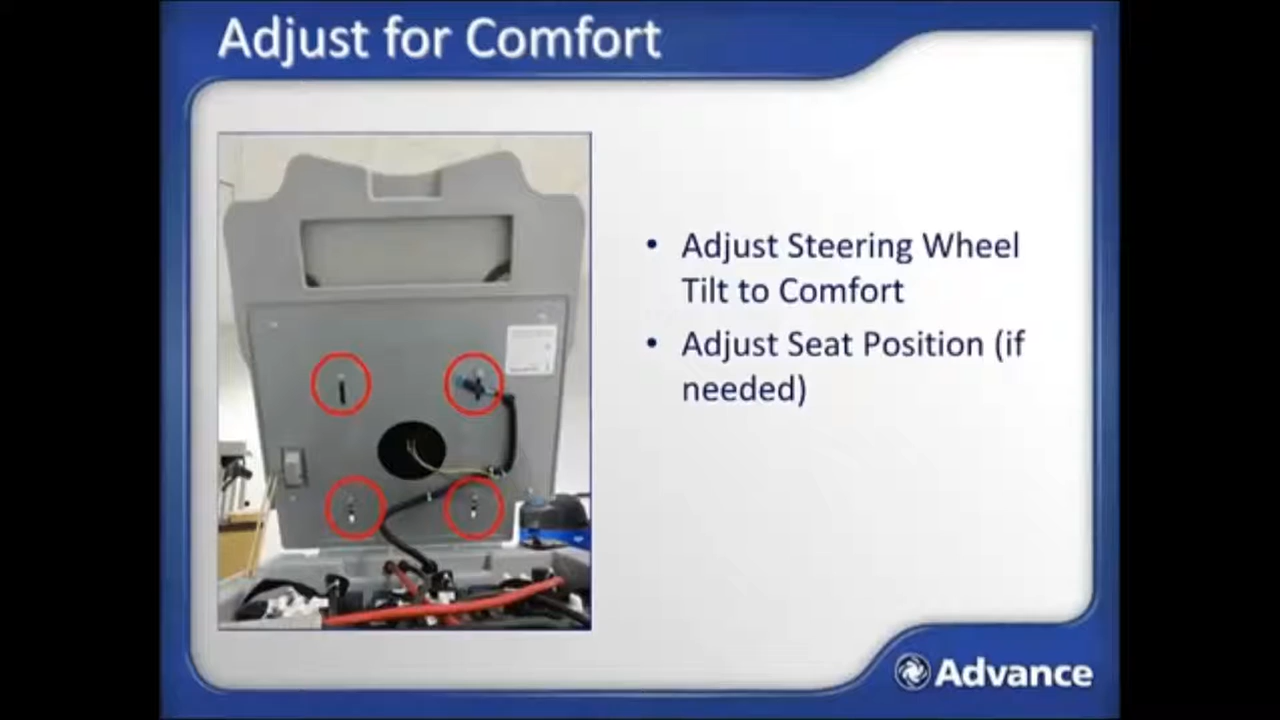 Adjust for Comfort
• Adjust Steering Wheel
Tilt to Comfort
• Adjust Seat Position (if
needed)
Advance